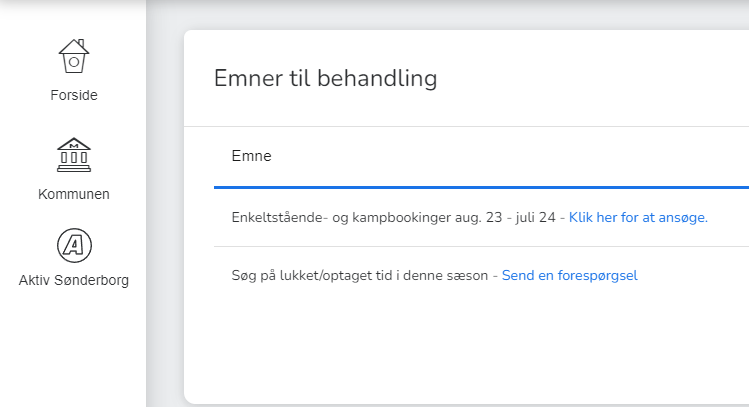 Forside
Kommunen
Aktiv Sønderborg
Emner til behandling
Emne
Enkeltstående- og kampbookinger aug. 23 - juli 24 - Klik her for at ansøge.
Søg på lukket/optaget tid i denne sæson - Send en forespørgsel